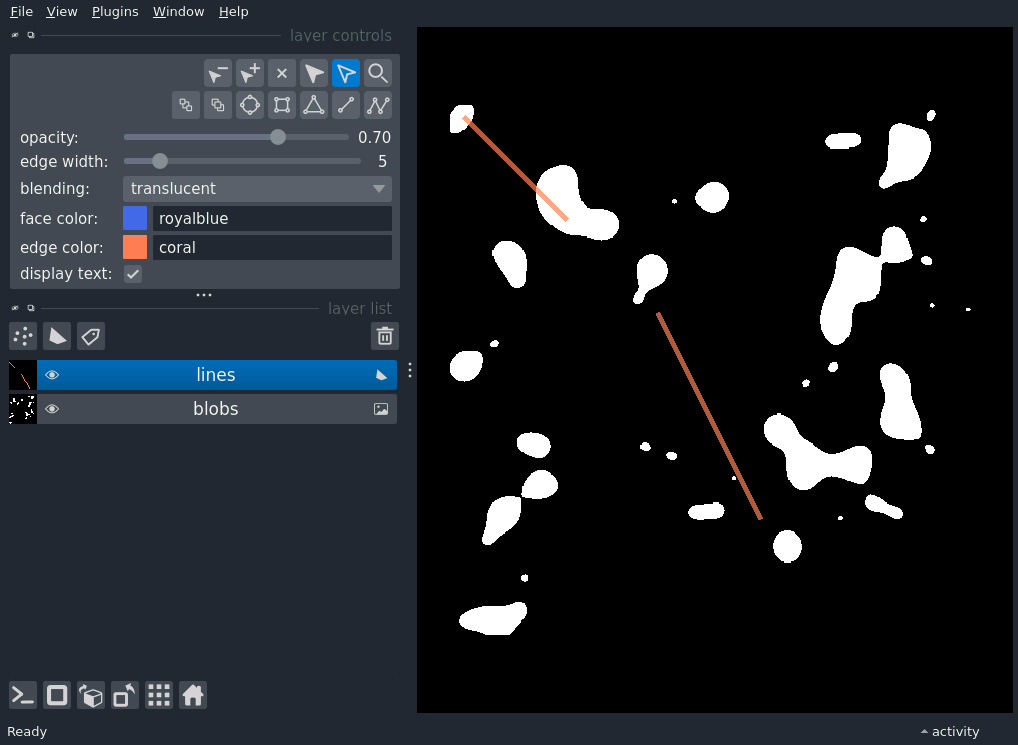 File View Plugins Window Help
layer controls
opacity: 0.70
edge width: 5
blending: translucent
face color: royalblue
edge color: coral
display text:
layer list
lines
blobs
Ready activity